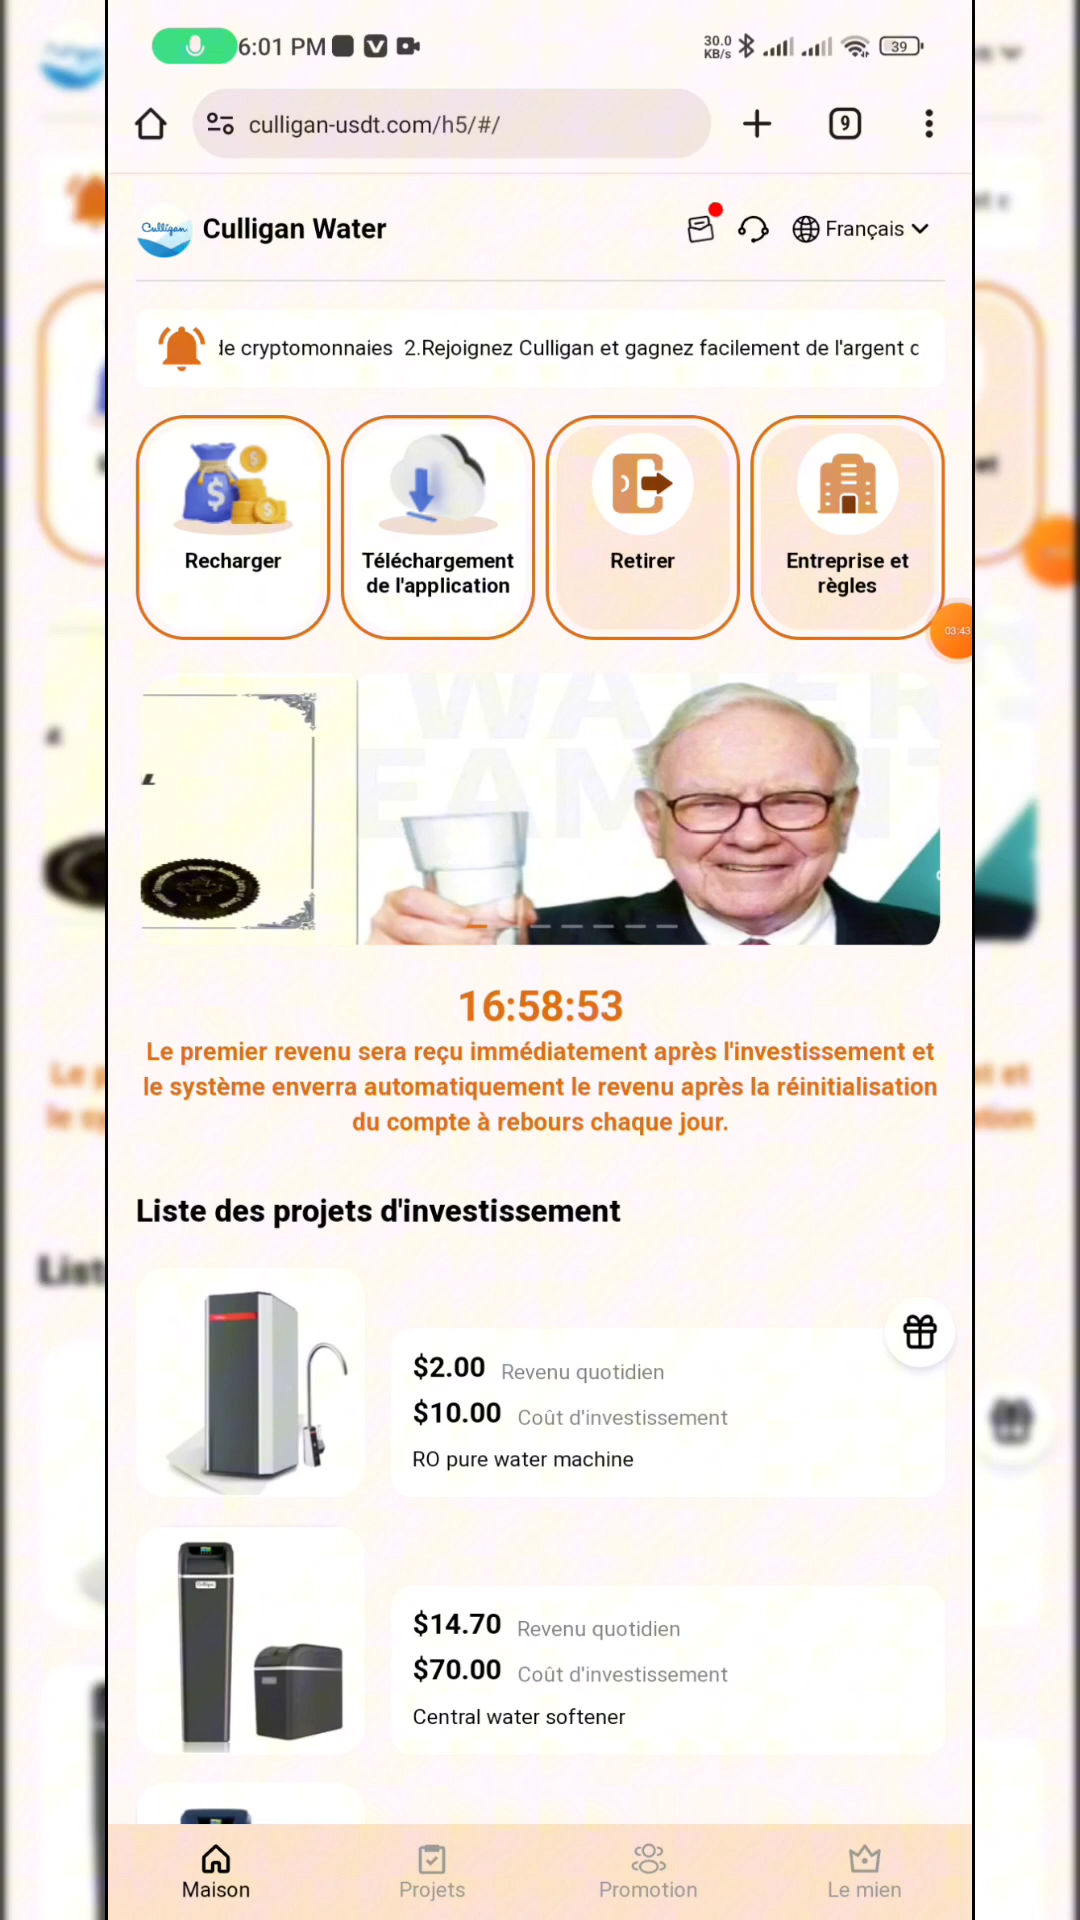 6:01 PM
30.0
KB/s
39
culligan-usdt.com/h5/#/
9
Culligan
Culligan Water
Français
de cryptomonnaies 2.Rejoignez Culligan et gagnez facilement de l'argent
Recharger
Téléchargement
de l'application
Retirer
Entreprise et
règles
03:43
WATER
16:58:53
Le premier revenu sera reçu immédiatement après l'investissement et
le système enverra automatiquement le revenu après la réinitialisation
du compte à rebours chaque jour.
Liste des projets d'investissement
$2.00 Revenu quotidien
$10.00 Coût d'investissement
RO pure water machine
$14.70 Revenu quotidien
$70.00 Coût d'investissement
Central water softener
Maison
Projets
Promotion
Le mien